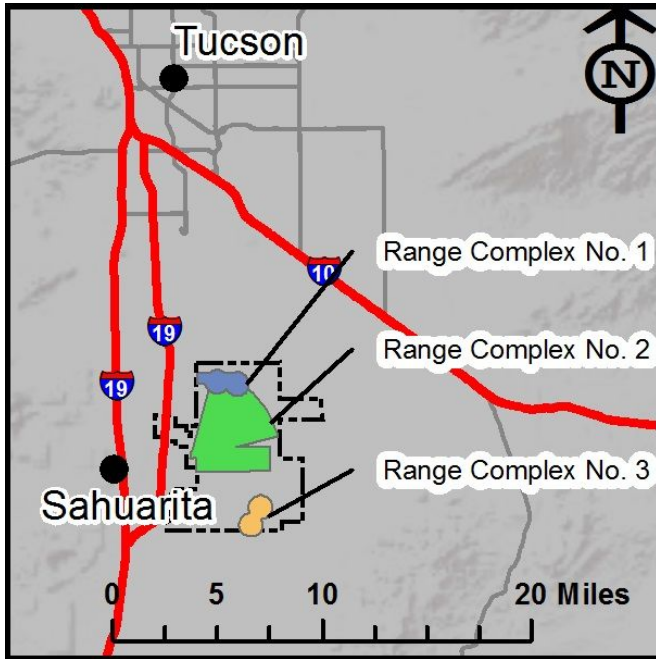 Tucson
N
Range Complex No. 1
10
19
Range Complex No. 2
19
Range Complex No. 3
Sahuarita
0 5 10 20 Miles